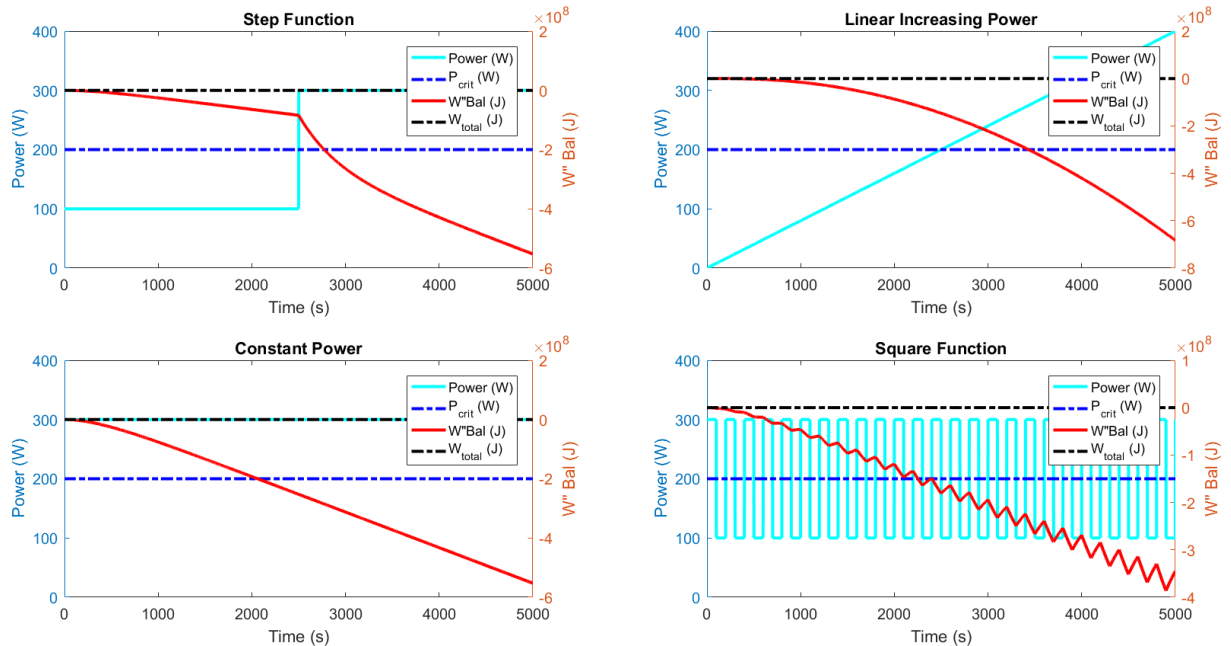 Step Function
×10^8
400
300
200
100
0
Power (W)
2
0
-2
-4
-6
W" Bal (J)
Power (W)
P_crit (W)
W"Bal (J)
W_total (J)
0
1000
2000
3000
4000
5000
Time (s)
Linear Increasing Power
×10^8
400
300
200
100
0
Power (W)
2
0
-2
-4
-6
-8
W" Bal (J)
Power (W)
P_crit (W)
W"Bal (J)
W_total (J)
0
1000
2000
3000
4000
5000
Time (s)
Constant Power
×10^8
400
300
200
100
0
Power (W)
2
0
-2
-4
-6
W" Bal (J)
Power (W)
P_crit (W)
W"Bal (J)
W_total (J)
0
1000
2000
3000
4000
5000
Time (s)
Square Function
×10^8
400
300
200
100
0
Power (W)
1
0
-1
-2
-3
-4
W" Bal (J)
Power (W)
P_crit (W)
W"Bal (J)
W_total (J)
0
1000
2000
3000
4000
5000
Time (s)